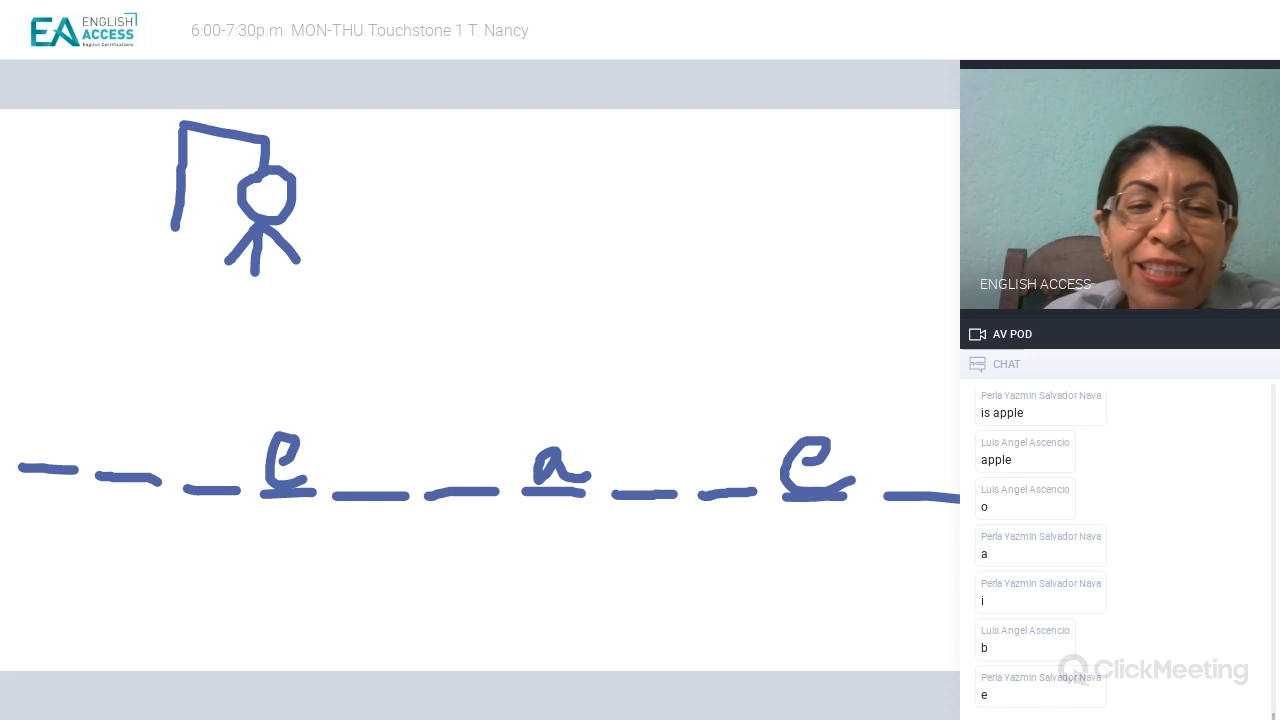 ENGLISH
EA ACCESS
English Certifications
6:00-7:30p.m. MON-THU Touchstone 1 T. Nancy
_ _ _ e _ _ a _ _ e _
ENGLISH ACCESS
AV POD
CHAT
Perla Yazmin Salvador Nava
is apple
Luis Angel Ascencio
apple
Luis Angel Ascencio
o
Perla Yazmin Salvador Nava
a
Perla Yazmin Salvador Nava
i
Luis Angel Ascencio
b
Perla Yazmin Salvador Nava
e
ClickMeeting